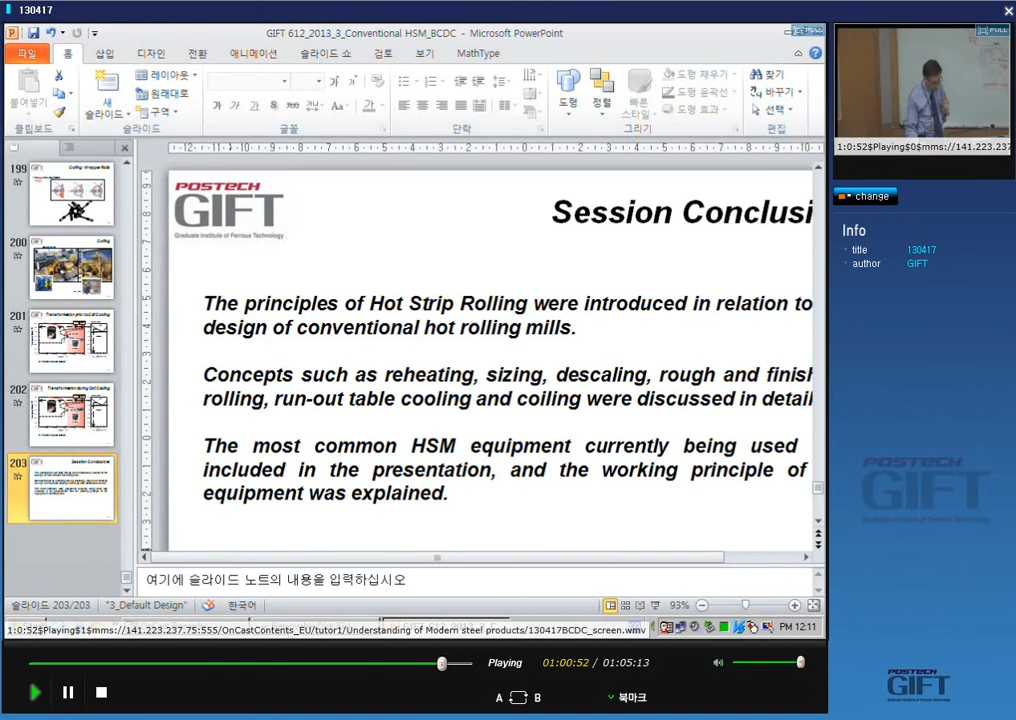 130417
GIFT 612_2013_3_Conventional HSM_BCDC - Microsoft PowerPoint
파일 홈 삽입 디자인 전환 애니메이션 슬라이드 쇼 검토 보기 MathType
붙여넣기 새 슬라이드 레이아웃 원래대로 구역
도형 정렬 빠른 스타일 도형 채우기 도형 윤곽선 도형 효과
찾기 바꾸기 선택
클립보드 슬라이드 글꼴 단락 그리기 편집
199
200
Coiling
201
202
203
POSTECH
GIFT
Graduate Institute of Ferrous Technology
Session Conclusi
The principles of Hot Strip Rolling were introduced in relation to
design of conventional hot rolling mills.
Concepts such as reheating, sizing, descaling, rough and finish
rolling, run-out table cooling and coiling were discussed in detail
The most common HSM equipment currently being used
included in the presentation, and the working principle of
equipment was explained.
여기에 슬라이드 노트의 내용을 입력하십시오
슬라이드 203/203 "3_Default Design" 한국어 93%
1:0:52$Playing$1$mms://141.223.237.75:555/OnCastContents_EU/tutor1/Understanding of Modern steel products/130417BCDC_screen.wmv
PM 12:11
Playing 01:00:52 / 01:05:13
A B 북마크
FULL
1:0:52$Playing$0$mms://141.223.237
change
Info
title 130417
author GIFT
POSTECH
GIFT
POSTECH
GIFT